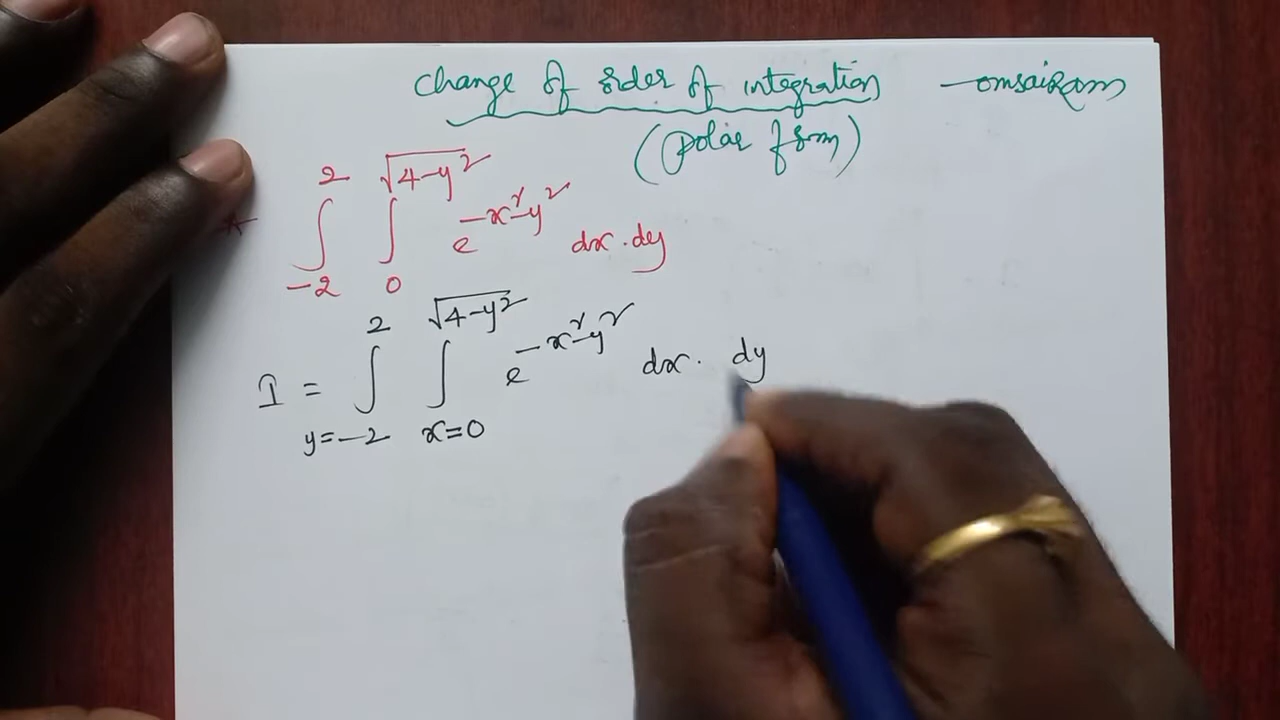 Change of order of integration — omsaiRam
(Polar form)
* ∫_{-2}^{2} ∫_{0}^{√(4-y²)} e^{-x²-y²} dx.dy
I = ∫_{y=-2}^{2} ∫_{x=0}^{√(4-y²)} e^{-x²-y²} dx. dy